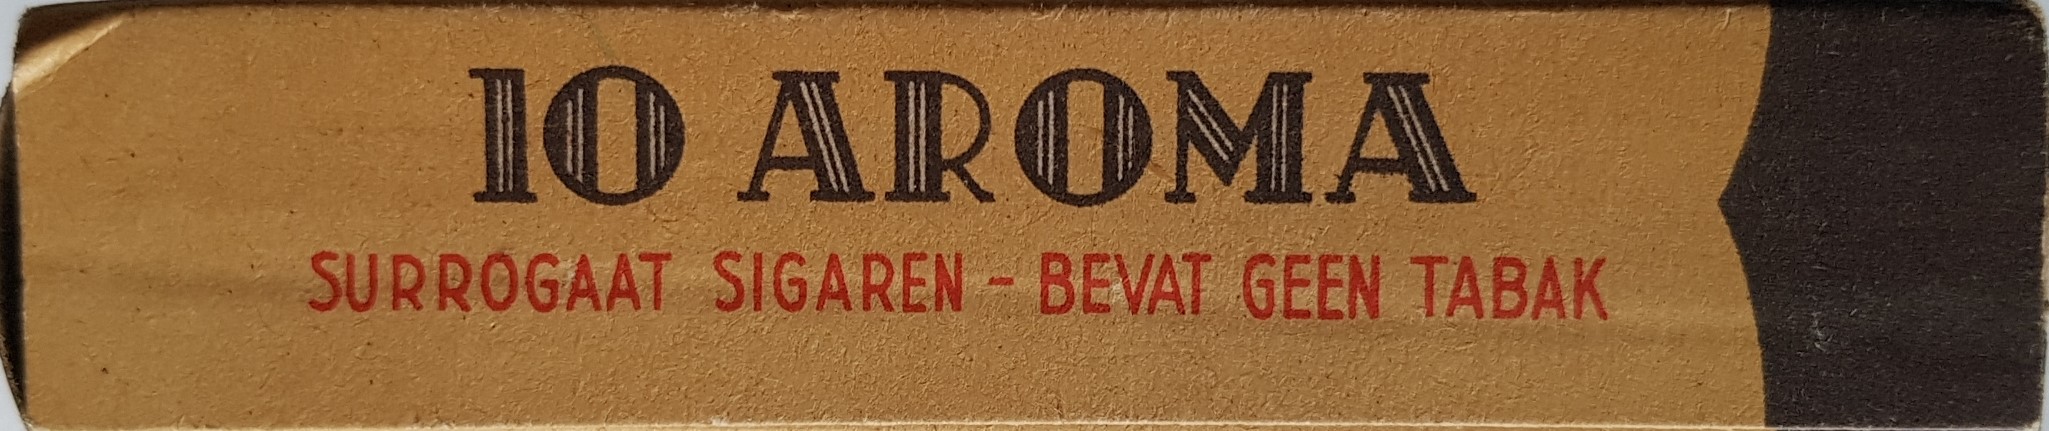 10 AROMA
SURROGAAT SIGAREN - BEVAT GEEN TABAK